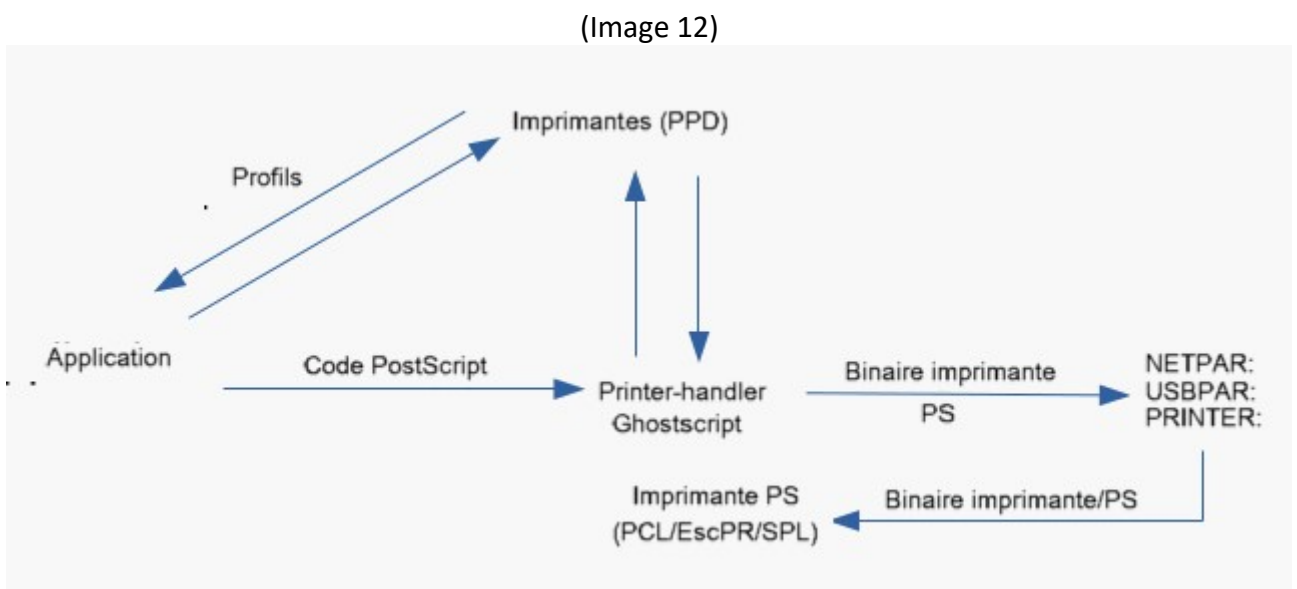 (Image 12)
Imprimantes (PPD)
Profils
Application
Code PostScript
Printer-handler
Ghostscript
Binaire imprimante
PS
NETPAR:
USBPAR:
PRINTER:
Imprimante PS
(PCL/EscPR/SPL)
Binaire imprimante/PS